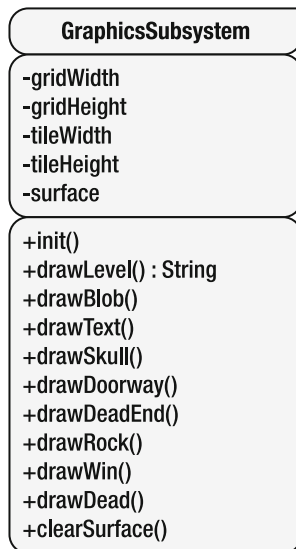 GraphicsSubsystem
-gridWidth
-gridHeight
-tileWidth
-tileHeight
-surface
+init()
+drawLevel() : String
+drawBlob()
+drawText()
+drawSkull()
+drawDoorway()
+drawDeadEnd()
+drawRock()
+drawWin()
+drawDead()
+clearSurface()